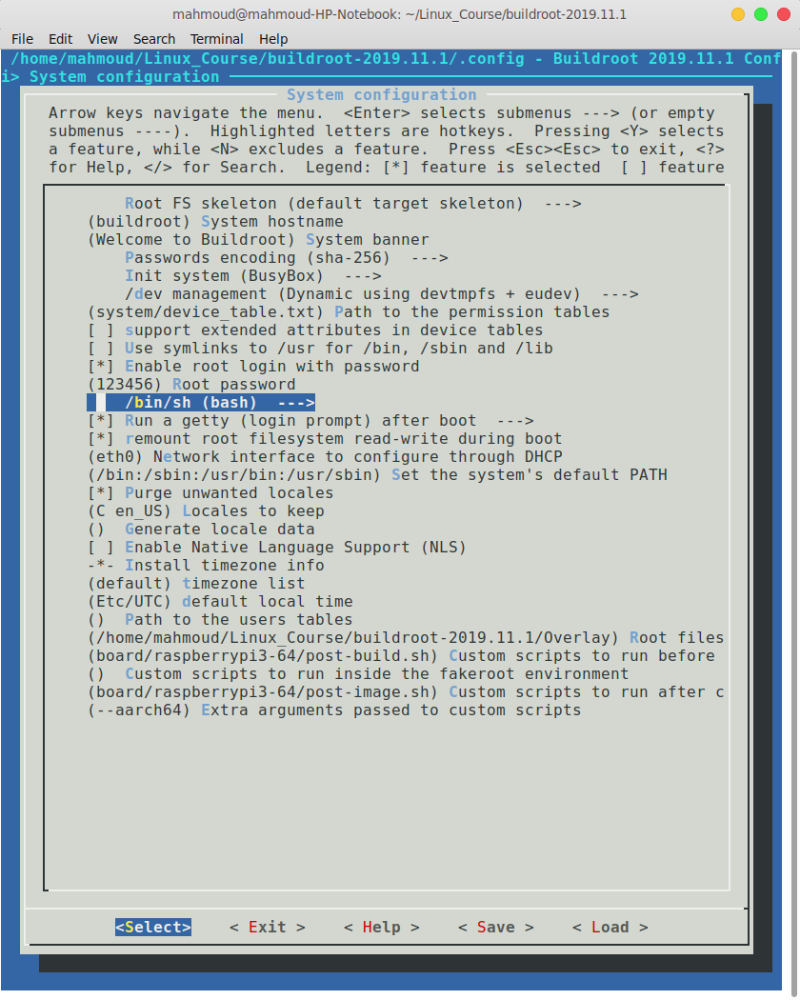 mahmoud@mahmoud-HP-Notebook: ~/Linux_Course/buildroot-2019.11.1
File Edit View Search Terminal Help
/home/mahmoud/Linux_Course/buildroot-2019.11.1/.config - Buildroot 2019.11.1 Conf
i> System configuration
System configuration
Arrow keys navigate the menu. <Enter> selects submenus ---> (or empty
submenus ----). Highlighted letters are hotkeys. Pressing <Y> selects
a feature, while <N> excludes a feature. Press <Esc><Esc> to exit, <?>
for Help, </> for Search. Legend: [*] feature is selected [ ] feature
Root FS skeleton (default target skeleton) --->
(buildroot) System hostname
(Welcome to Buildroot) System banner
Passwords encoding (sha-256) --->
Init system (BusyBox) --->
/dev management (Dynamic using devtmpfs + eudev) --->
(system/device_table.txt) Path to the permission tables
[ ] support extended attributes in device tables
[ ] Use symlinks to /usr for /bin, /sbin and /lib
[*] Enable root login with password
(123456) Root password
/bin/sh (bash) --->
[*] Run a getty (login prompt) after boot --->
[*] remount root filesystem read-write during boot
(eth0) Network interface to configure through DHCP
(/bin:/sbin:/usr/bin:/usr/sbin) Set the system's default PATH
[*] Purge unwanted locales
(C en_US) Locales to keep
() Generate locale data
[ ] Enable Native Language Support (NLS)
-*- Install timezone info
(default) timezone list
(Etc/UTC) default local time
() Path to the users tables
(/home/mahmoud/Linux_Course/buildroot-2019.11.1/Overlay) Root files
(board/raspberrypi3-64/post-build.sh) Custom scripts to run before
() Custom scripts to run inside the fakeroot environment
(board/raspberrypi3-64/post-image.sh) Custom scripts to run after c
(--aarch64) Extra arguments passed to custom scripts
<Select> < Exit > < Help > < Save > < Load >